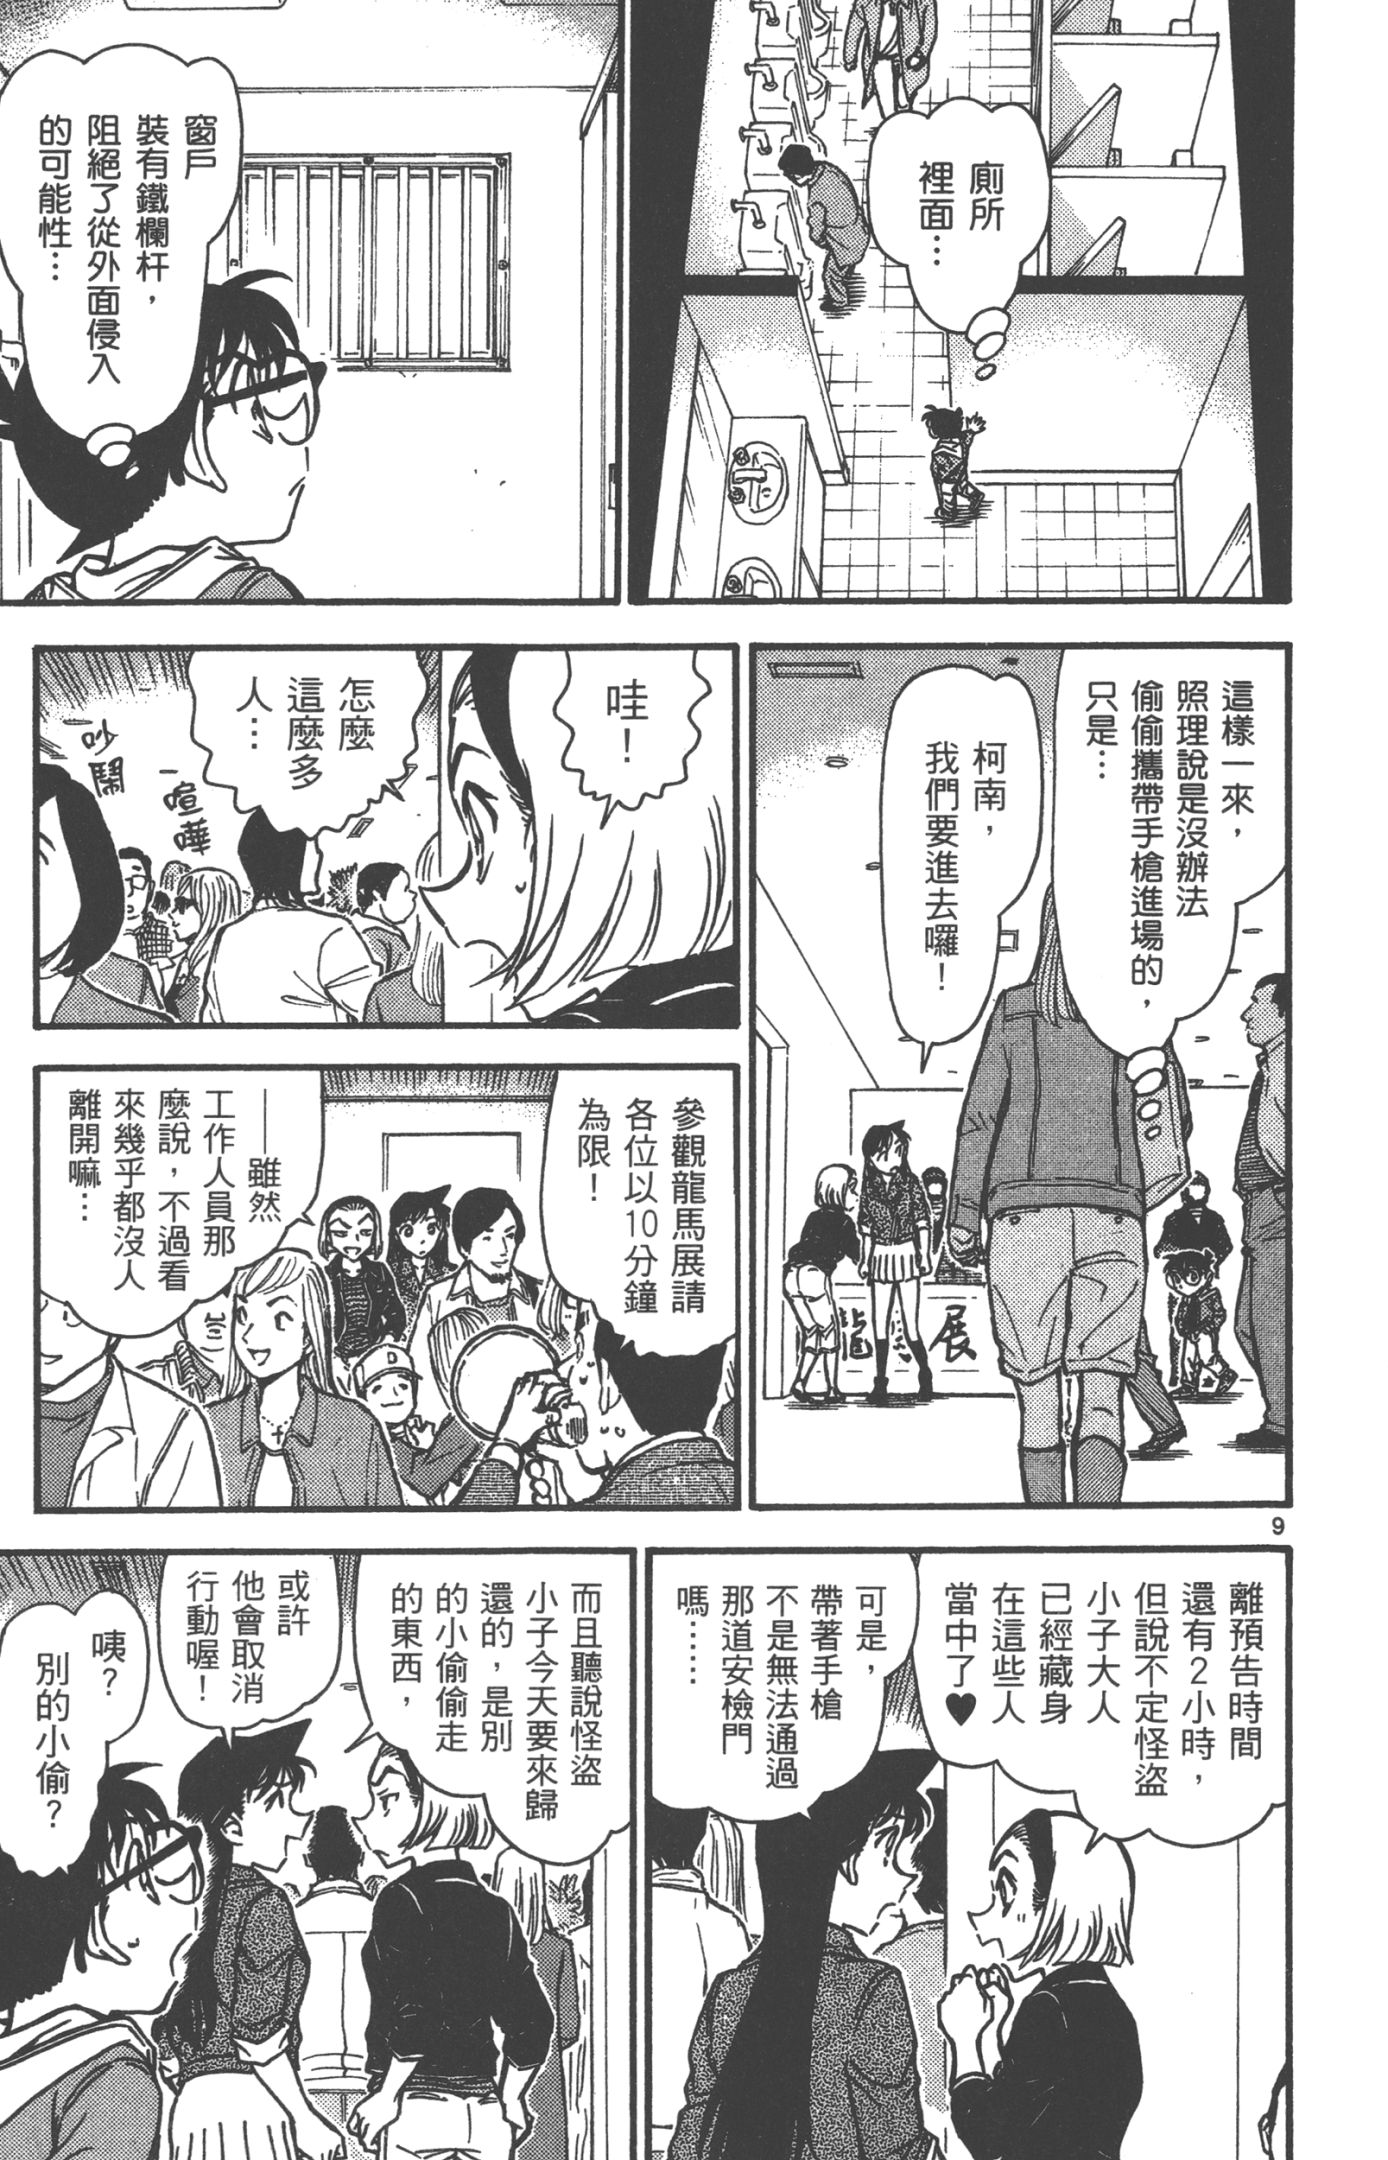 廁所
裡面…
窗戶
裝有鐵欄杆，
阻絕了從外面侵入
的可能性…
這樣一來，
照理說是沒辦法
偷偷攜帶手槍進場的，
只是…
柯南，
我們要進去囉！
展
哇！
怎麼
這麼多
人…
吵鬧
喧嘩
參觀龍馬展請
各位以10分鐘
為限！
──雖然
工作人員那
麼說，不過看
來幾乎都沒人
離開嘛…
D
9
離預告時間
還有2小時，
但說不定怪盜
小子大人
已經藏身
在這些人
當中了♥
可是，
帶著手槍
不是無法通過
那道安檢門
嗎……
而且聽說怪盜
小子今天要來歸
還的，是別
的小偷偷走
的東西，
或許
他會取消
行動喔！
咦？
別的小偷？